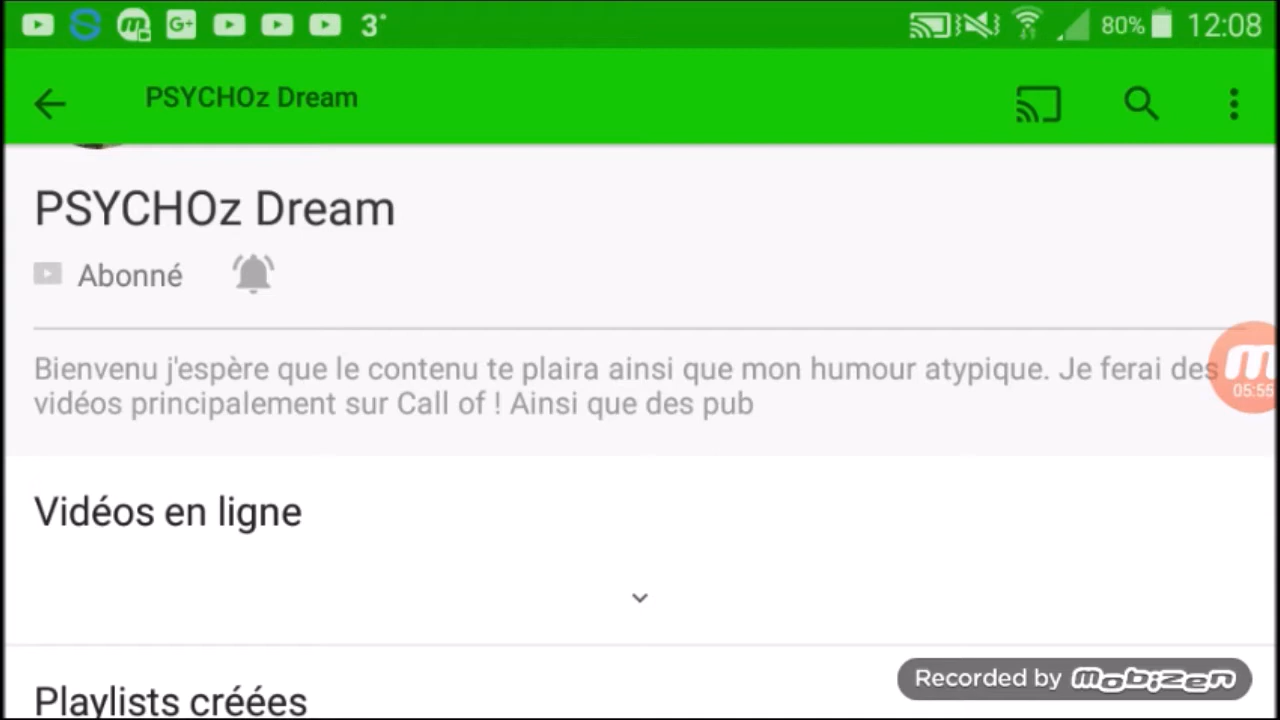 G+ 3° 80% 12:08
PSYCHOz Dream
PSYCHOz Dream
Abonné
Bienvenu j'espère que le contenu te plaira ainsi que mon humour atypique. Je ferai des
vidéos principalement sur Call of ! Ainsi que des pub
05:55
Vidéos en ligne
Playlists créées
Recorded by mobizen